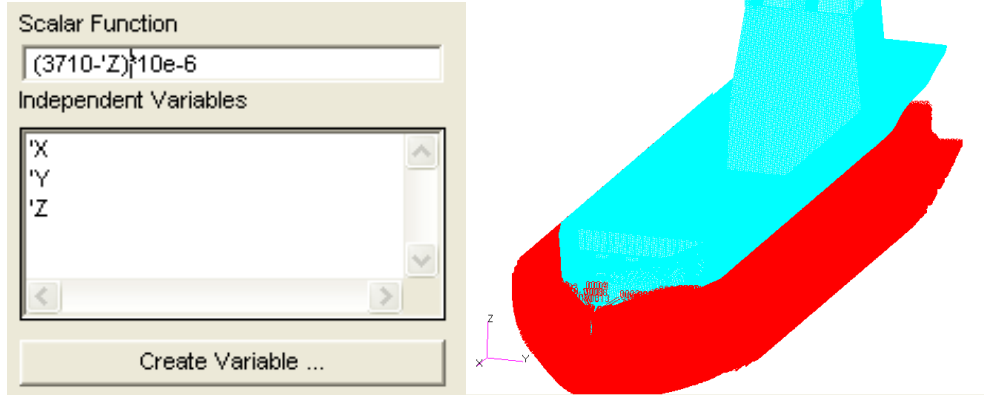 Scalar Function
(3710-'Z)*10e-6
Independent Variables
'X
'Y
'Z
Create Variable ...
Z
X
Y